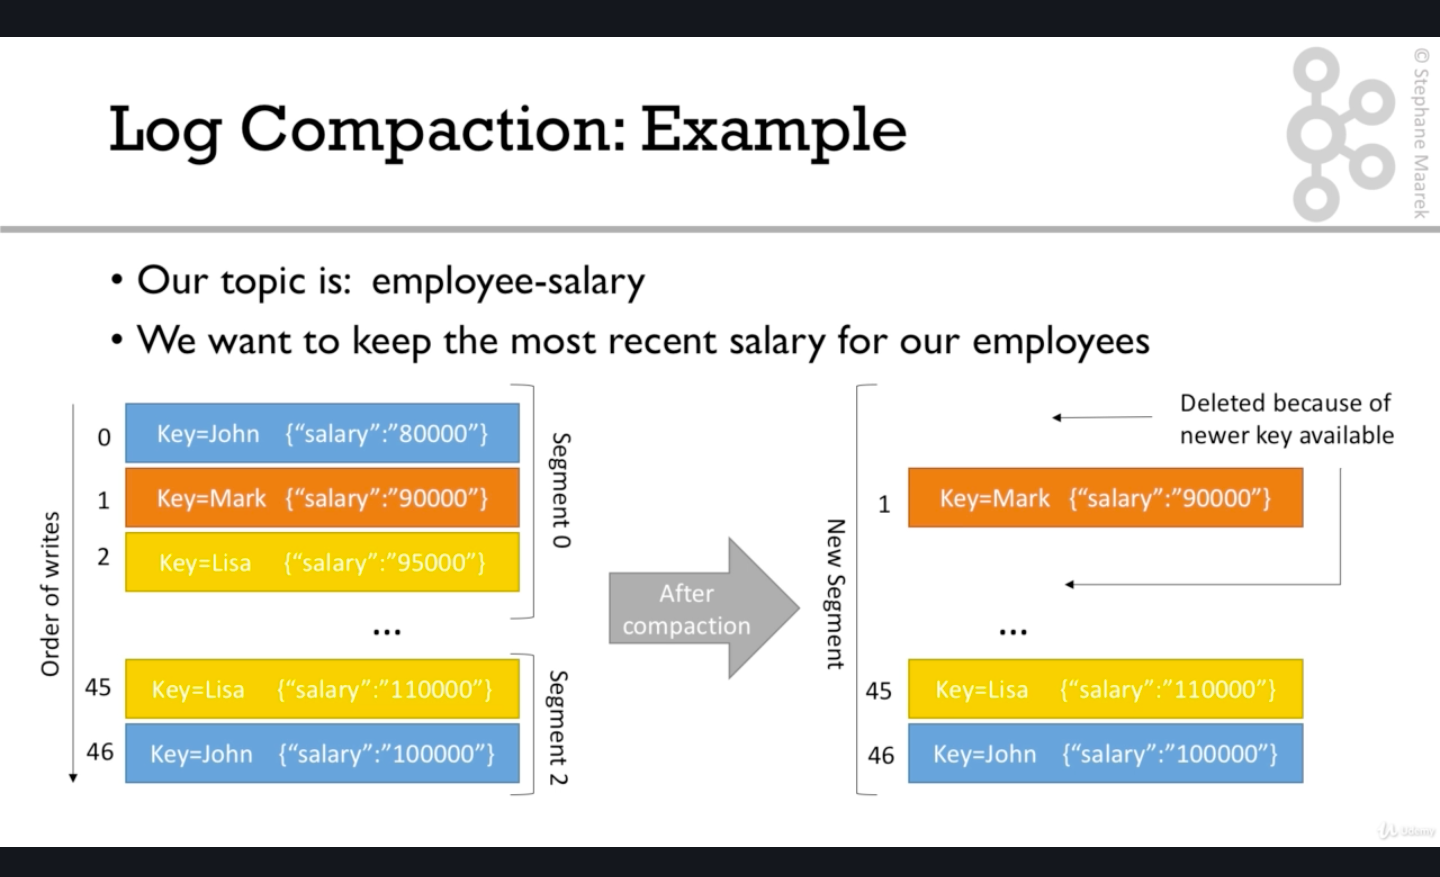 Log Compaction: Example
© Stephane Maarek
• Our topic is: employee-salary
• We want to keep the most recent salary for our employees
Order of writes
0 Key=John {“salary”:”80000”}
1 Key=Mark {“salary”:”90000”}
2 Key=Lisa {“salary”:”95000”}
Segment 0
...
45 Key=Lisa {“salary”:”110000”}
46 Key=John {“salary”:”100000”}
Segment 2
After
compaction
New Segment
Deleted because of
newer key available
1 Key=Mark {“salary”:”90000”}
...
45 Key=Lisa {“salary”:”110000”}
46 Key=John {“salary”:”100000”}
Udemy